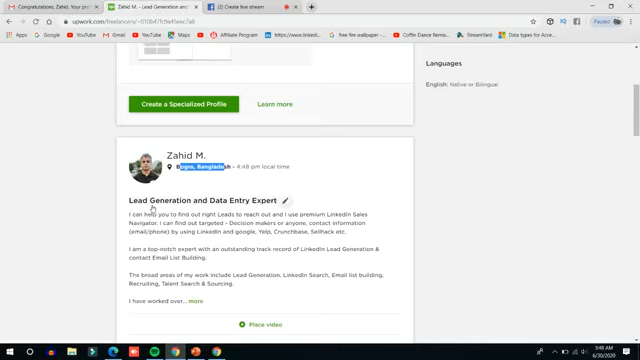 Congratulations, Zahid, Your pro
Zahid M. - Lead Generation and
Create live stream
upwork.com/freelancers/~010b47fc9a45eec7a8
Paused
Apps
Google
YouTube
Gmail
YouTube
Maps
Affiliate Program
https://www.linkedi
free fire wallpaper -...
Coffin Dance Remix...
StreamYard
Data types for Acce...
Create a Specialized Profile
Learn more
Languages
English: Native or Bilingual
Zahid M.
Bogra, Bangladesh - 4:48 pm local time
Lead Generation and Data Entry Expert
I can help you to find out right Leads to reach out and I use premium LinkedIn Sales
Navigator. I can find out targeted - Decision makers or anyone, contact information
(email/phone) by using LinkedIn and google, Yelp, Crunchbase, Sellhack etc.
I am a top-notch expert with an outstanding track record of LinkedIn Lead Generation &
contact Email List Building.
The broad areas of my work include Lead Generation, LinkedIn Search, Email list building,
Recruiting, Talent Search & Sourcing.
I have worked over... more
Place video
5:48 AM
6/30/2020